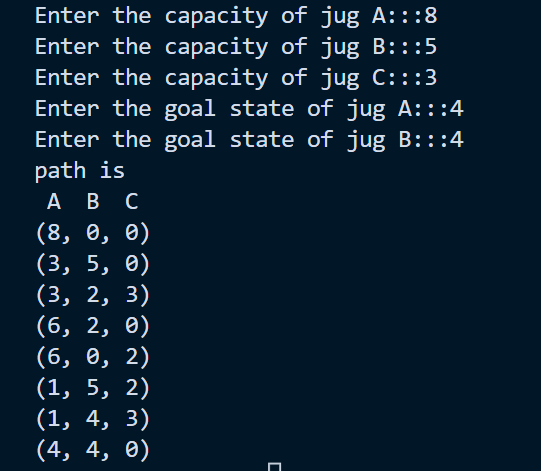 Enter the capacity of jug A:::8
Enter the capacity of jug B:::5
Enter the capacity of jug C:::3
Enter the goal state of jug A:::4
Enter the goal state of jug B:::4
path is
A B C
(8, 0, 0)
(3, 5, 0)
(3, 2, 3)
(6, 2, 0)
(6, 0, 2)
(1, 5, 2)
(1, 4, 3)
(4, 4, 0)